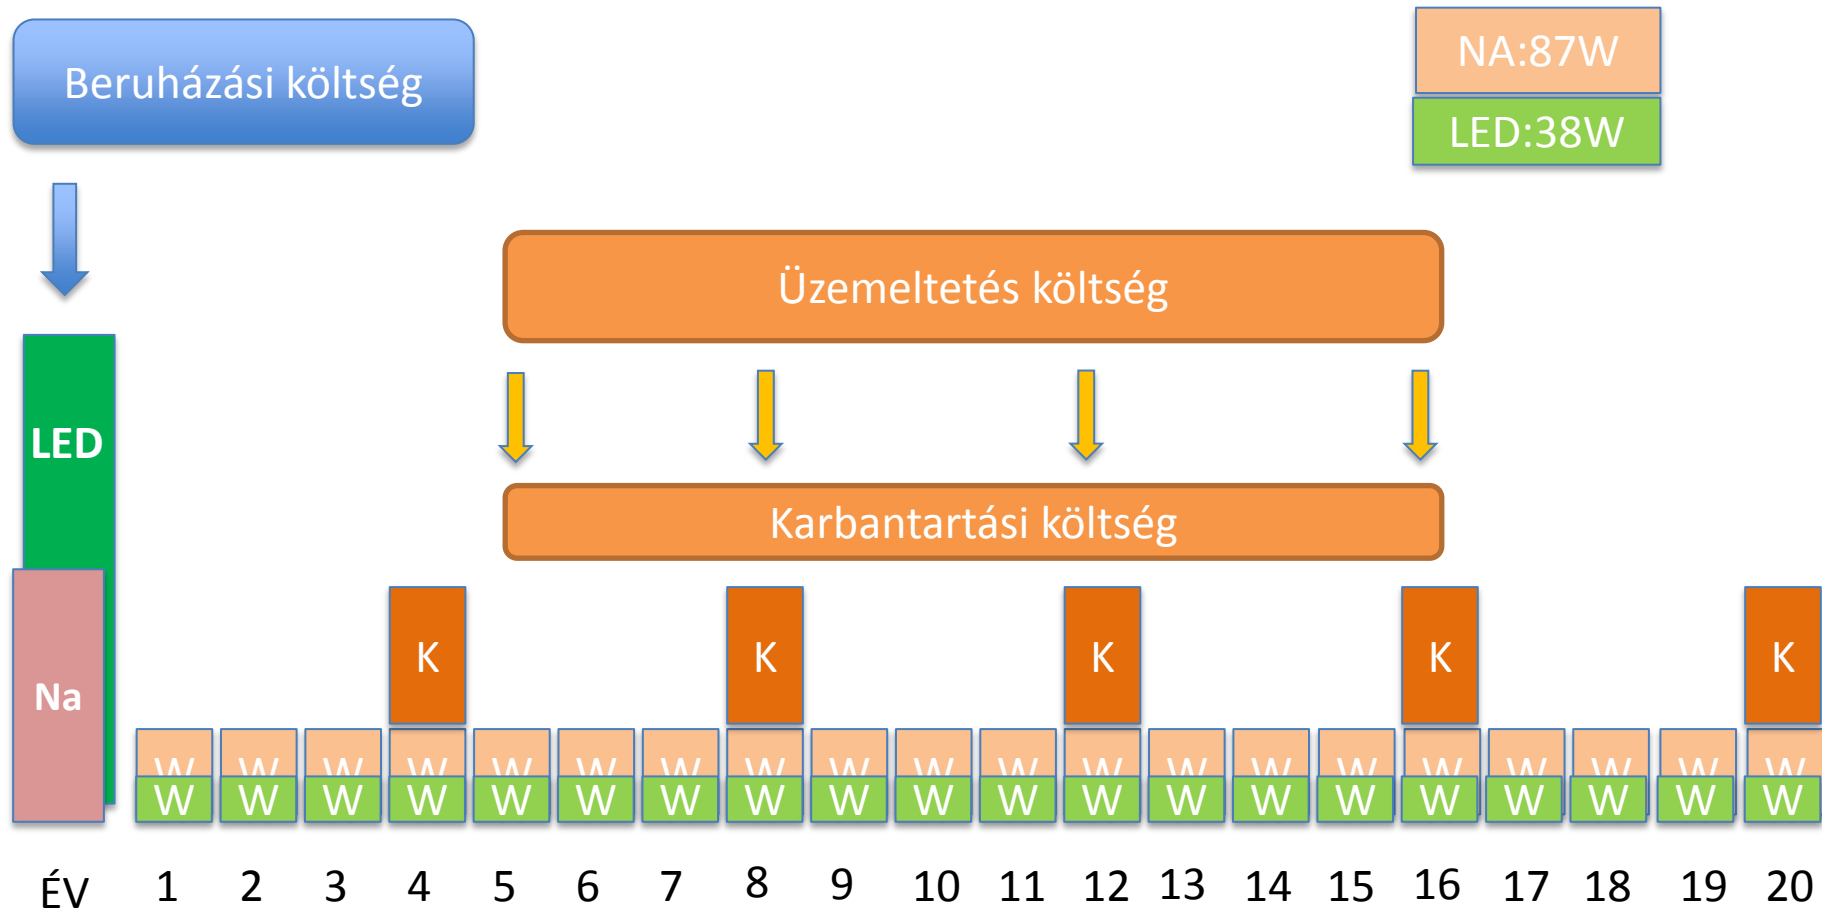 Beruházási költség
NA:87W
LED:38W
Üzemeltetés költség
LED
Karbantartási költség
K K K K K
Na
W W W W W W W W W W W W W W W W W W W W
W W W W W W W W W W W W W W W W W W W W
ÉV 1 2 3 4 5 6 7 8 9 10 11 12 13 14 15 16 17 18 19 20